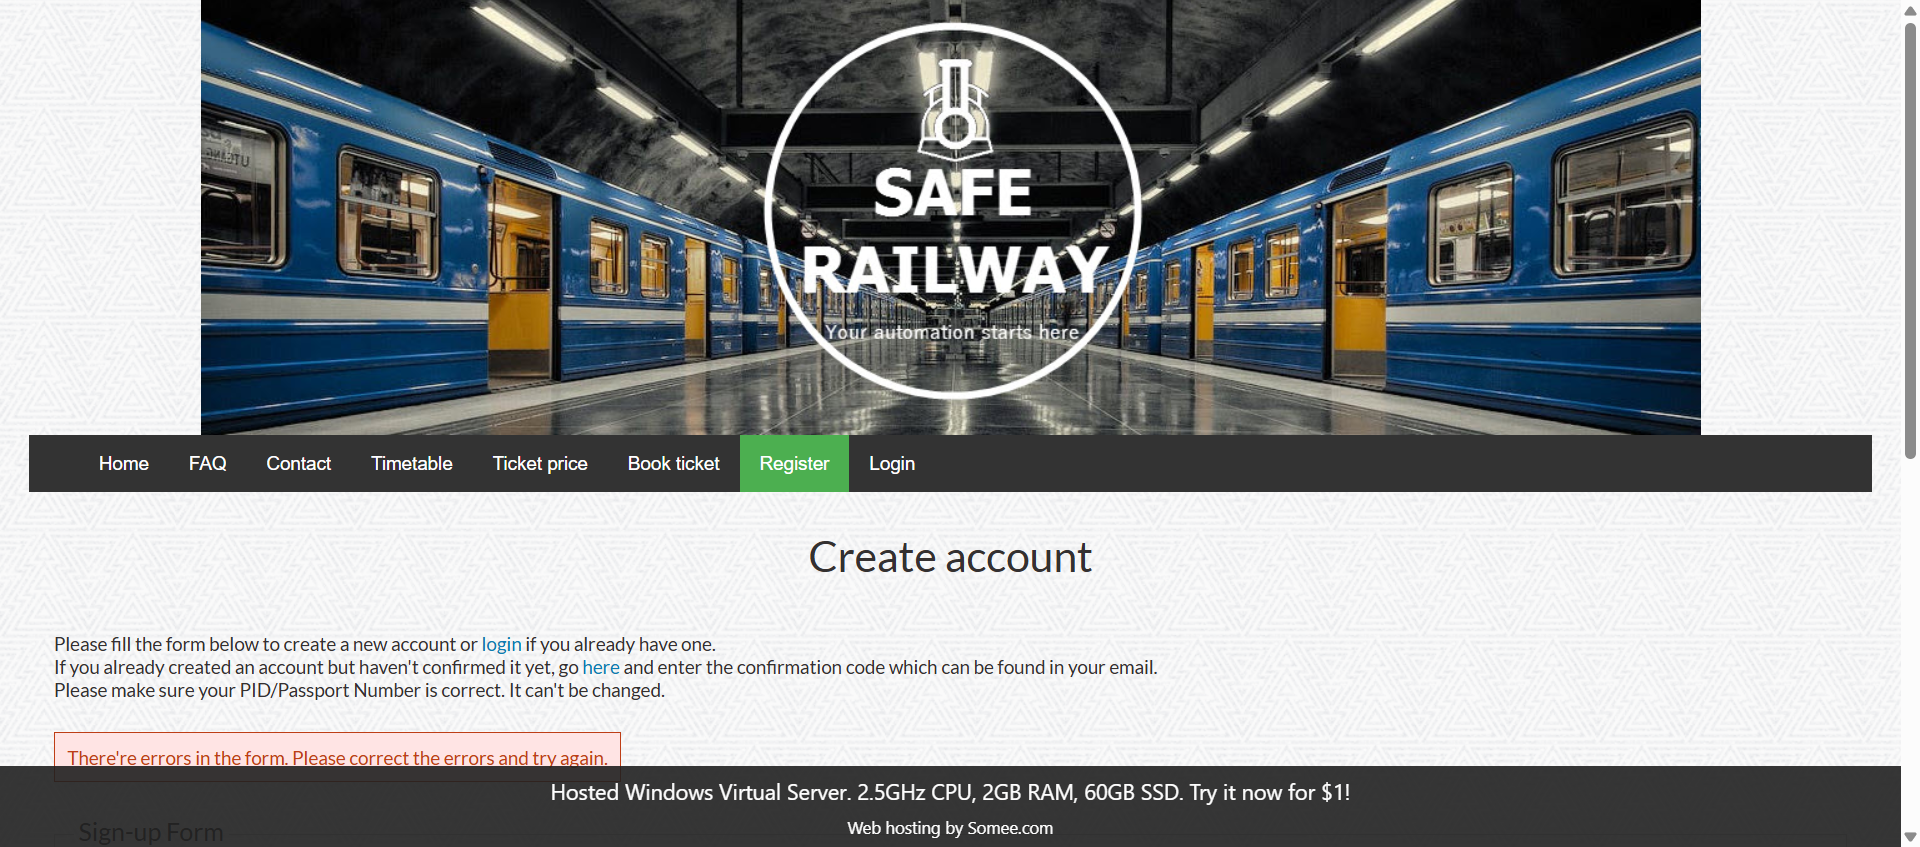 UTGANG
SAFE
RAILWAY
Your automation starts here
Home FAQ Contact Timetable Ticket price Book ticket Register Login
Create account
Please fill the form below to create a new account or login if you already have one.
If you already created an account but haven't confirmed it yet, go here and enter the confirmation code which can be found in your email.
Please make sure your PID/Passport Number is correct. It can't be changed.
There're errors in the form. Please correct the errors and try again.
Hosted Windows Virtual Server. 2.5GHz CPU, 2GB RAM, 60GB SSD. Try it now for $1!
Sign-up Form
Web hosting by Somee.com